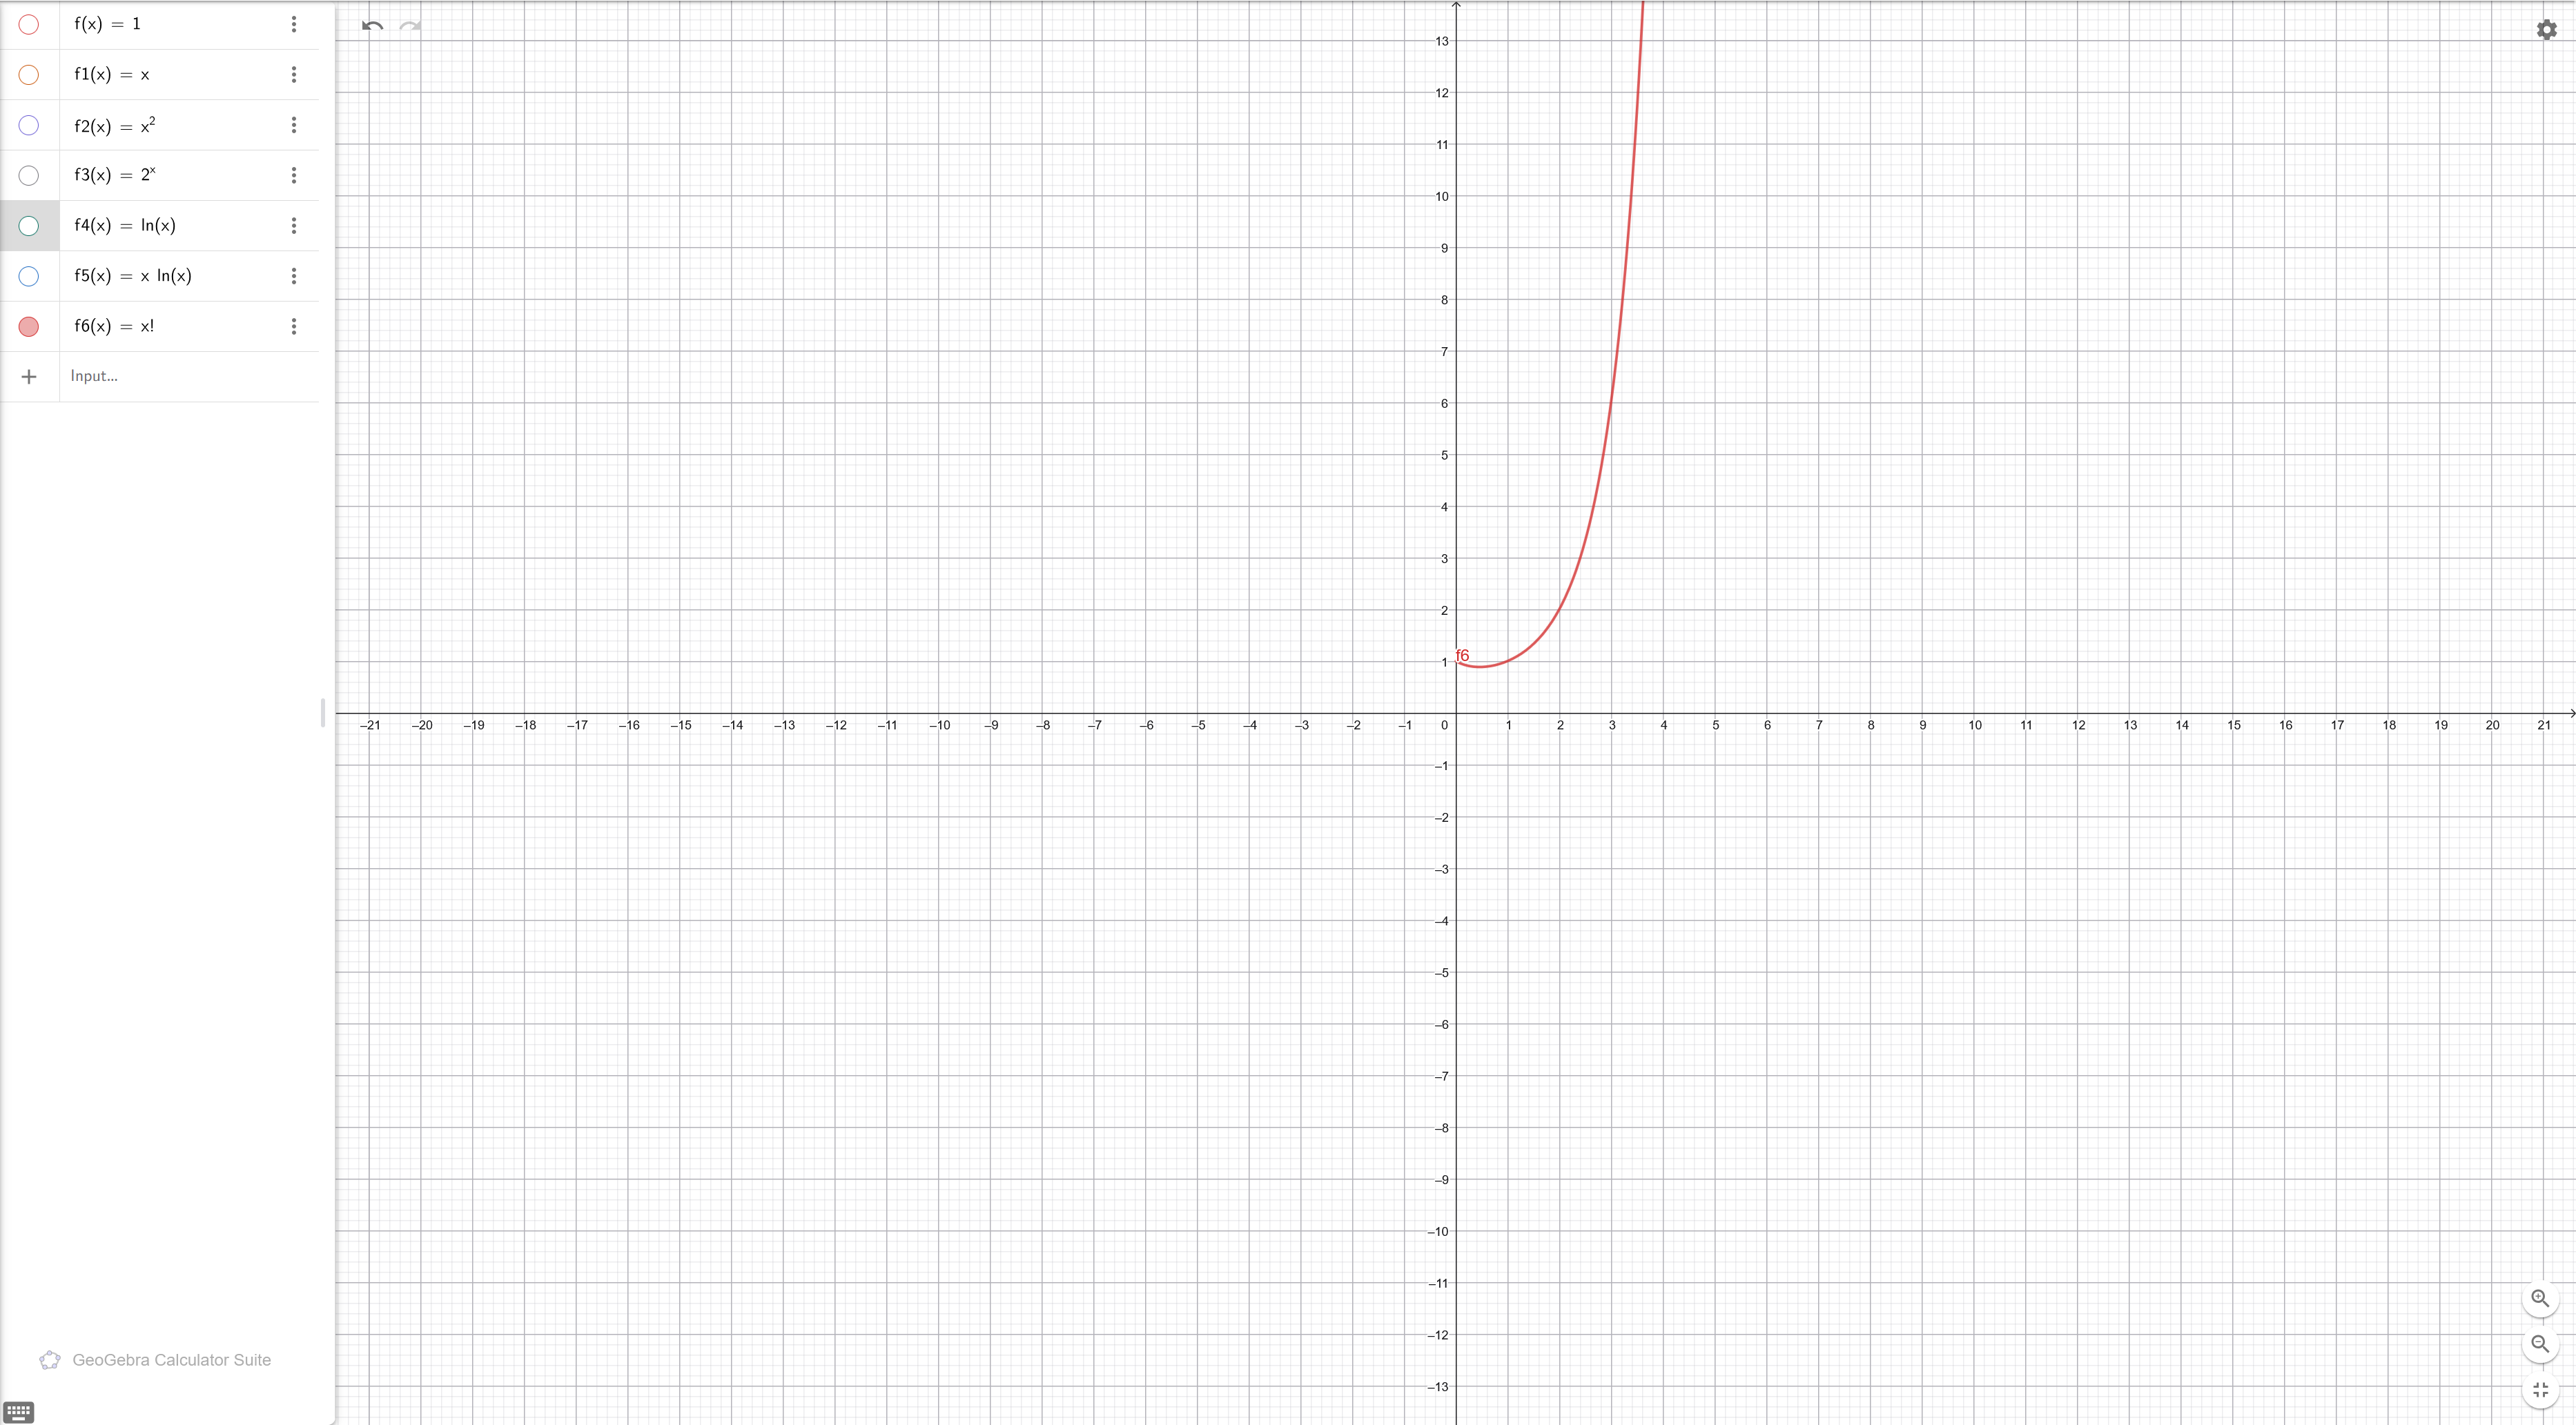 f(x) = 1
f1(x) = x
f2(x) = x²
f3(x) = 2ˣ
f4(x) = ln(x)
f5(x) = x ln(x)
f6(x) = x!
+ Input...
GeoGebra Calculator Suite
13
12
11
10
9
8
7
6
5
4
3
2
f6
1
–21 –20 –19 –18 –17 –16 –15 –14 –13 –12 –11 –10 –9 –8 –7 –6 –5 –4 –3 –2 –1 0 1 2 3 4 5 6 7 8 9 10 11 12 13 14 15 16 17 18 19 20 21
–1
–2
–3
–4
–5
–6
–7
–8
–9
–10
–11
–12
–13